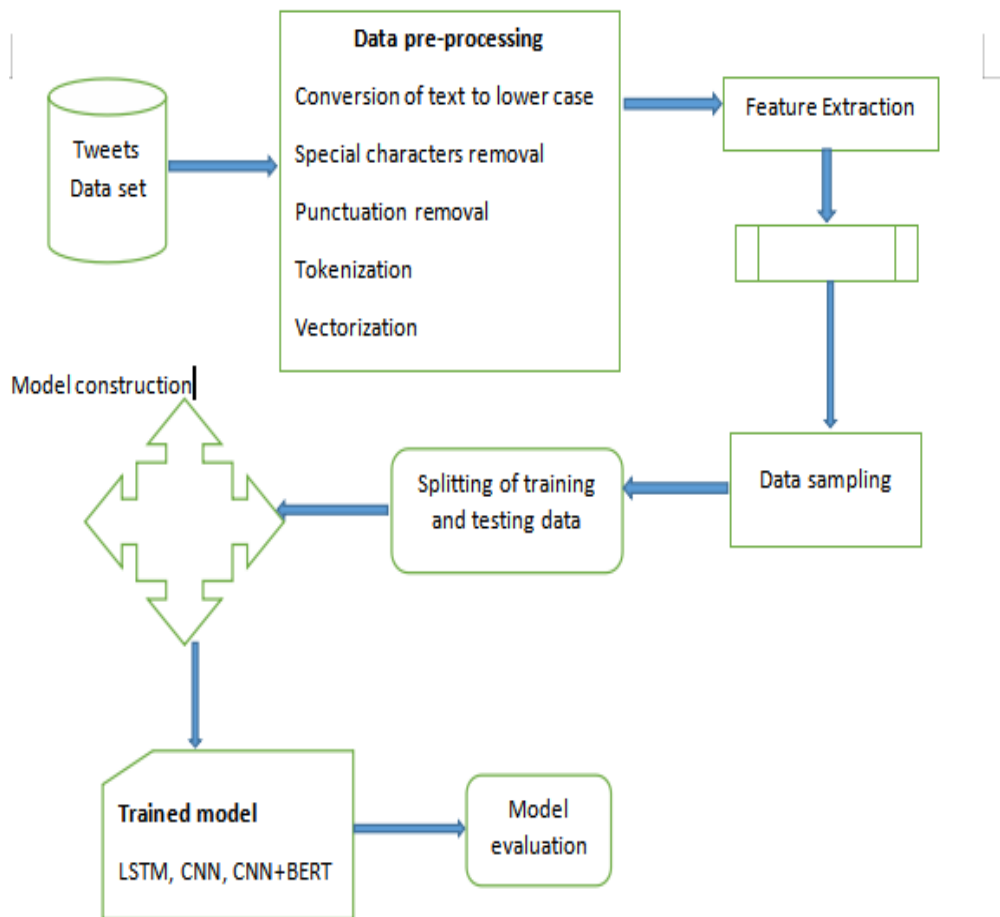 Tweets
Data set
Data pre-processing
Conversion of text to lower case
Special characters removal
Punctuation removal
Tokenization
Vectorization
Feature Extraction
Data sampling
Splitting of training
and testing data
Model construction
Trained model
LSTM, CNN, CNN+BERT
Model
evaluation